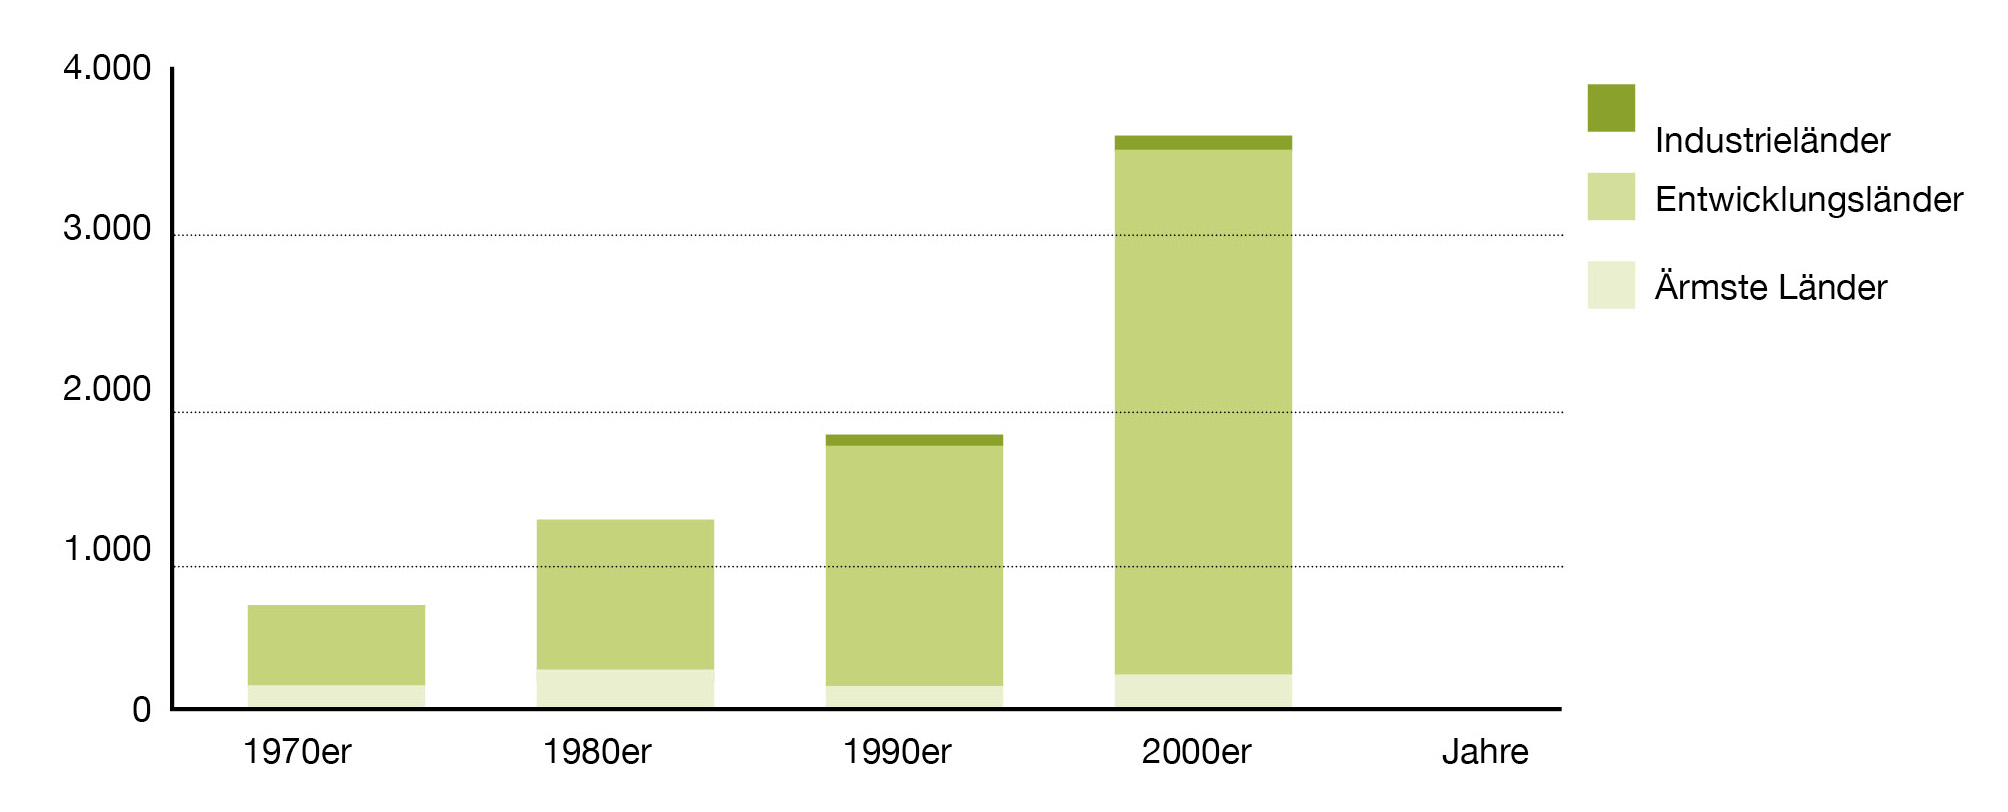 4.000
3.000
2.000
1.000
0
1970er
1980er
1990er
2000er
Jahre
Industrieländer
Entwicklungsländer
Ärmste Länder